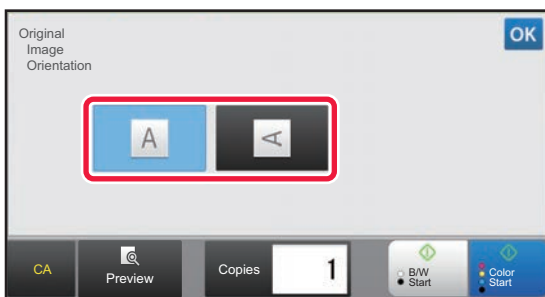 Original
Image
Orientation
OK
A
A
CA
Preview
Copies
1
B/W
Start
Color
Start